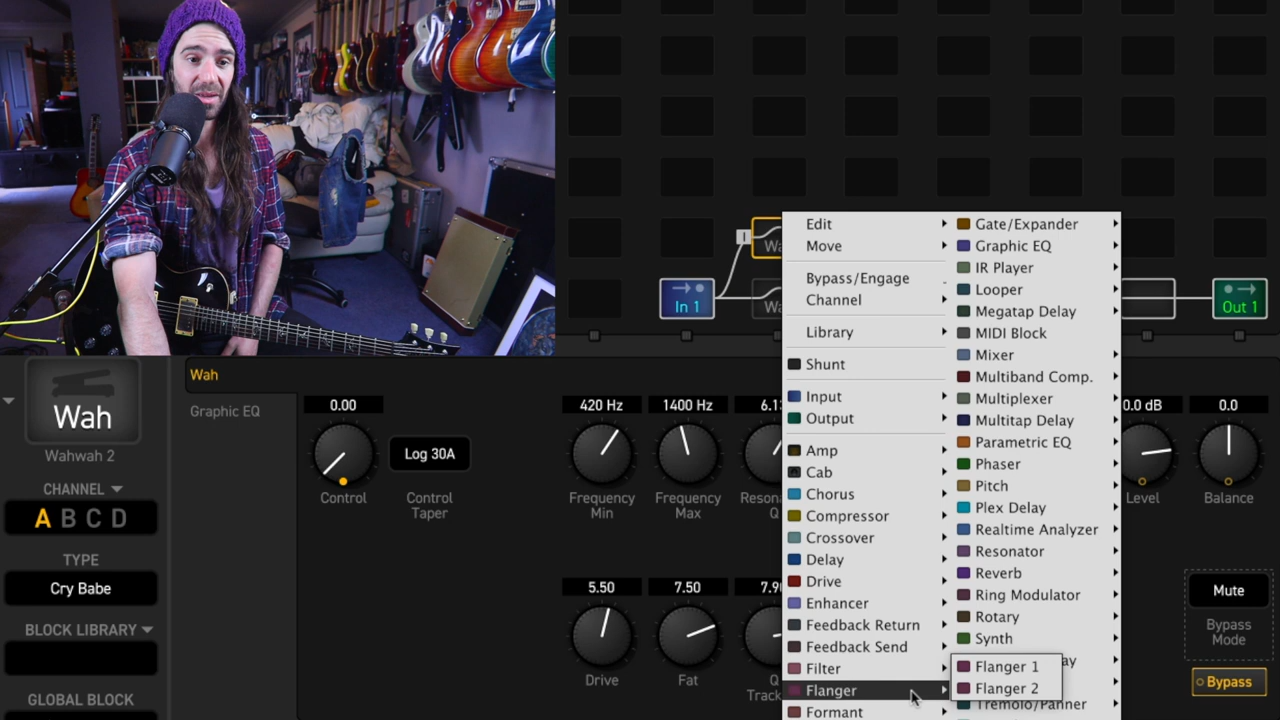 Edit
Move
Bypass/Engage
Channel
Library
Shunt
Input
Output
Amp
Cab
Chorus
Compressor
Crossover
Delay
Drive
Enhancer
Feedback Return
Feedback Send
Filter
Flanger
Formant
Gate/Expander
Graphic EQ
IR Player
Looper
Megatap Delay
MIDI Block
Mixer
Multiband Comp.
Multiplexer
Multitap Delay
Parametric EQ
Phaser
Pitch
Plex Delay
Realtime Analyzer
Resonator
Reverb
Ring Modulator
Rotary
Synth
Flanger 1
Flanger 2
Tremolo/Panner
In 1
Out 1
Wah
Wahwah 2
CHANNEL
A B C D
TYPE
Cry Babe
BLOCK LIBRARY
GLOBAL BLOCK
Wah
Graphic EQ
0.00
Control
Log 30A
Control
Taper
420 Hz
Frequency
Min
1400 Hz
Frequency
Max
0.0 dB
Level
0.0
Balance
5.50
Drive
7.50
Fat
Mute
Bypass
Mode
Bypass